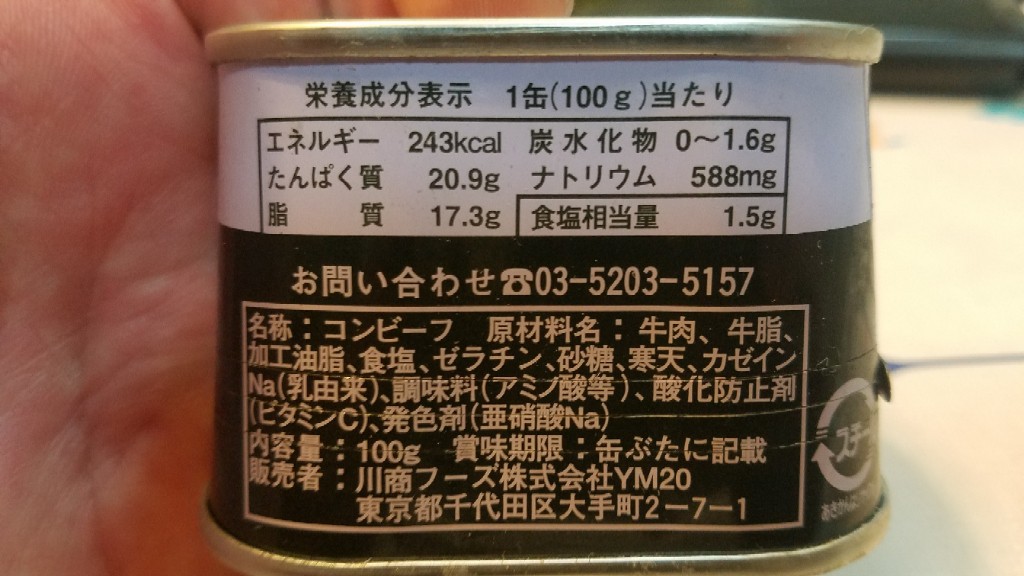 栄養成分表示 1缶(100g)当たり
エネルギー 243kcal 炭水化物 0〜1.6g
たんぱく質 20.9g ナトリウム 588mg
脂質 17.3g 食塩相当量 1.5g
お問い合わせ☎03-5203-5157
名称：コンビーフ 原材料名：牛肉、牛脂、
加工油脂、食塩、ゼラチン、砂糖、寒天、カゼイン
Na(乳由来)、調味料(アミノ酸等)、酸化防止剤
(ビタミンC)、発色剤(亜硝酸Na)
内容量：100g 賞味期限：缶ぶたに記載
販売者：川商フーズ株式会社YM20
東京都千代田区大手町2-7-1
スチー